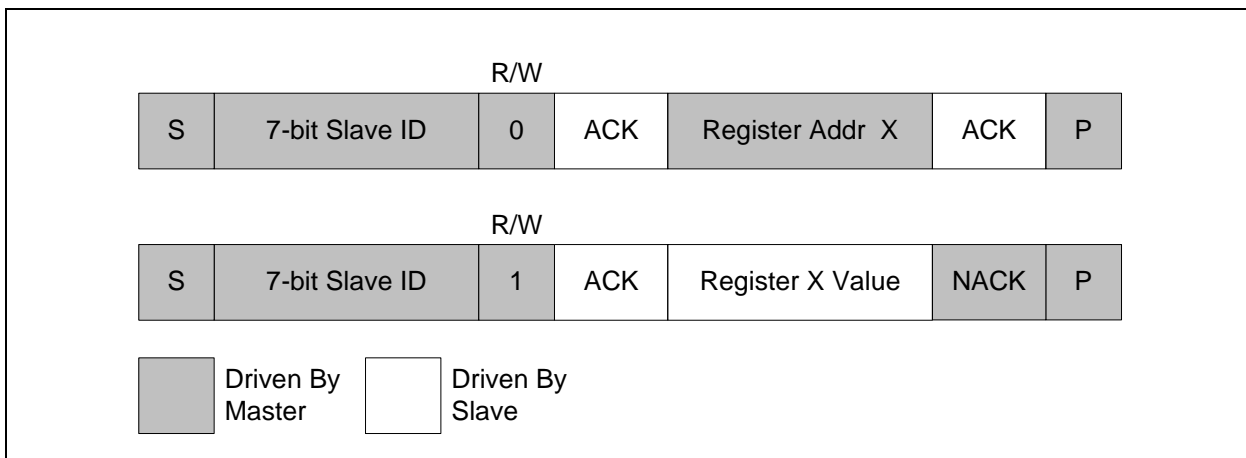 R/W
S 7-bit Slave ID 0 ACK Register Addr X ACK P
R/W
S 7-bit Slave ID 1 ACK Register X Value NACK P
Driven By Driven By
Master Slave